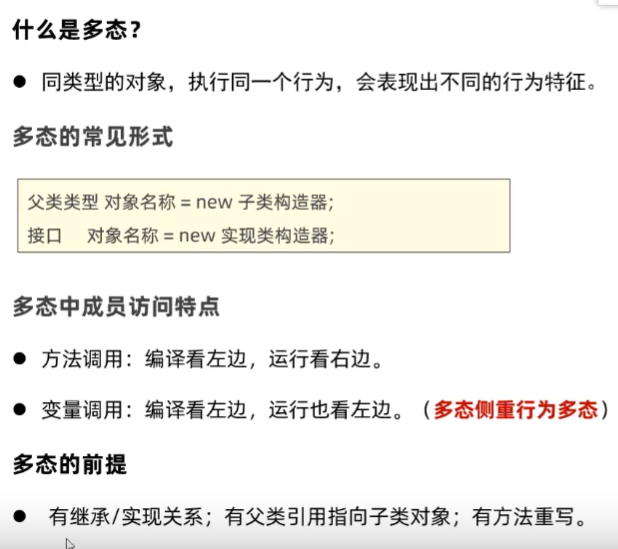 什么是多态？
● 同类型的对象，执行同一个行为，会表现出不同的行为特征。
多态的常见形式
父类类型 对象名称 = new 子类构造器;
接口 对象名称 = new 实现类构造器;
多态中成员访问特点
● 方法调用：编译看左边，运行看右边。
● 变量调用：编译看左边，运行也看左边。（多态侧重行为多态）
多态的前提
● 有继承/实现关系；有父类引用指向子类对象；有方法重写。